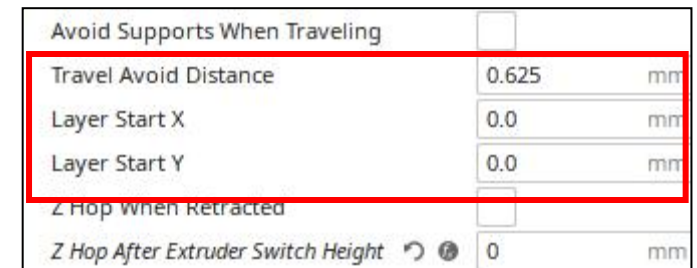 Avoid Supports When Traveling
Travel Avoid Distance 0.625 mm
Layer Start X 0.0 mm
Layer Start Y 0.0 mm
Z Hop When Retracted
Z Hop After Extruder Switch Height 0 mm